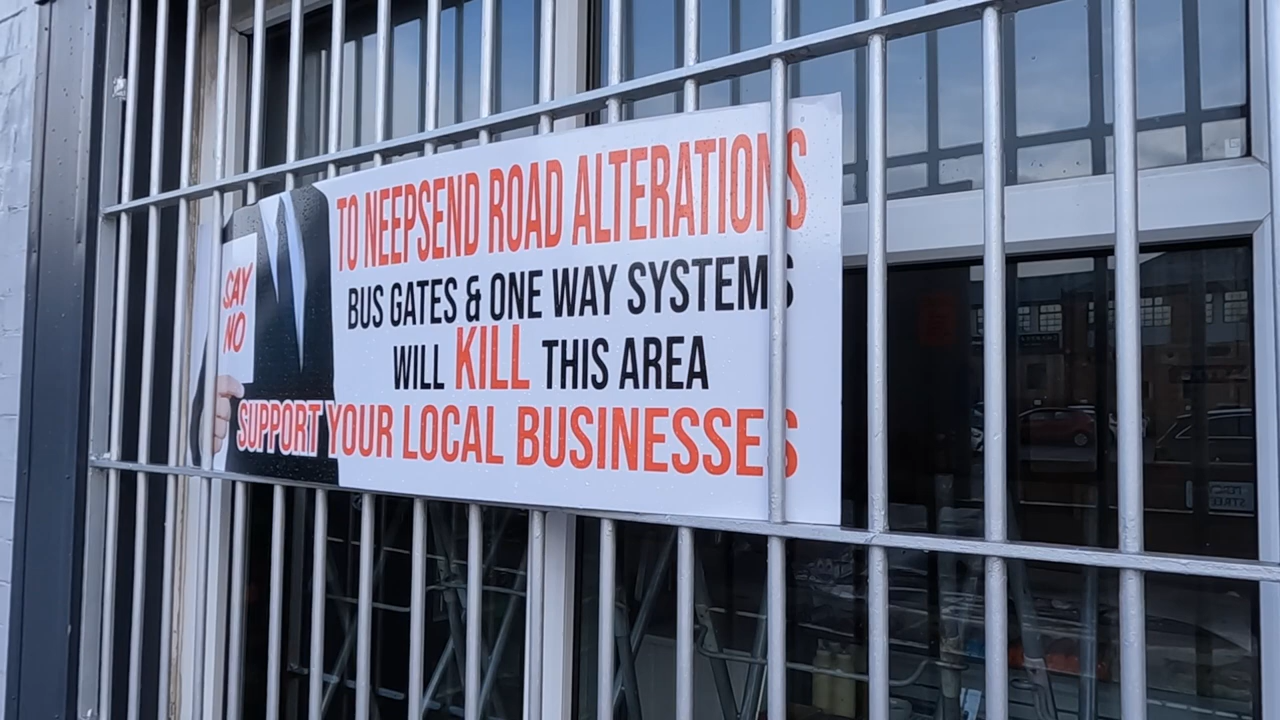 SAY
NO
TO NEEPSEND ROAD ALTERATIONS
BUS GATES & ONE WAY SYSTEMS
WILL KILL THIS AREA
SUPPORT YOUR LOCAL BUSINESSES